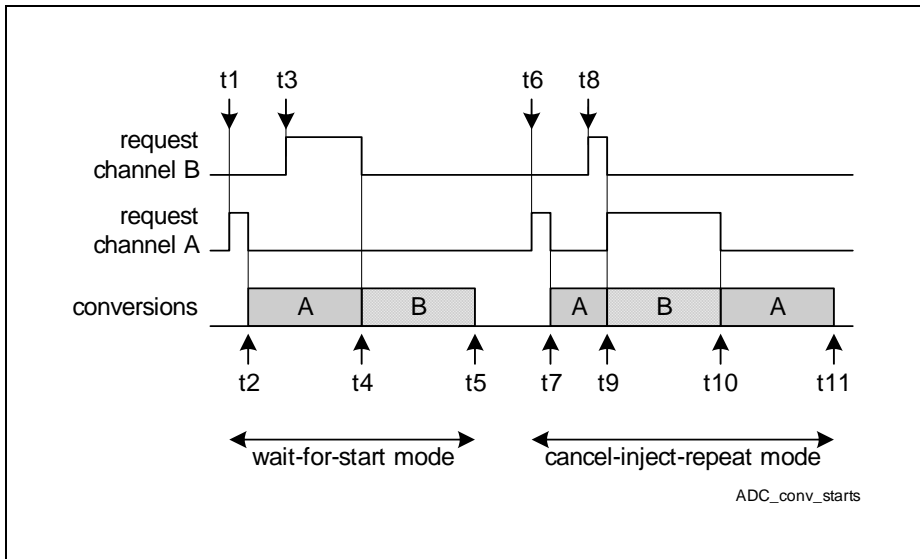 t1 t3 t6 t8
request
channel B
request
channel A
conversions A B A B A
t2 t4 t5 t7 t9 t10 t11
wait-for-start mode cancel-inject-repeat mode
ADC_conv_starts